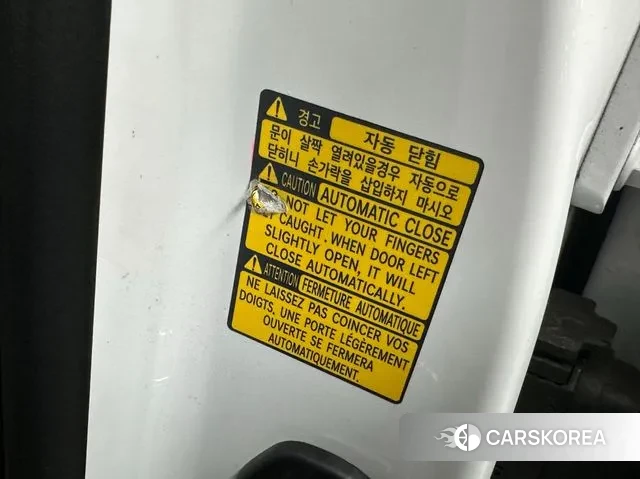 경고 자동 닫힘
문이 살짝 열려있을경우 자동으로
닫히니 손가락을 삽입하지 마시오
CAUTION AUTOMATIC CLOSE
NOT LET YOUR FINGERS
CAUGHT. WHEN DOOR LEFT
SLIGHTLY OPEN, IT WILL
CLOSE AUTOMATICALLY.
ATTENTION FERMETURE AUTOMATIQUE
NE LAISSEZ PAS COINCER VOS
DOIGTS, UNE PORTE LÉGÈREMENT
OUVERTE SE FERMERA
AUTOMATIQUEMENT.
CARSKOREA